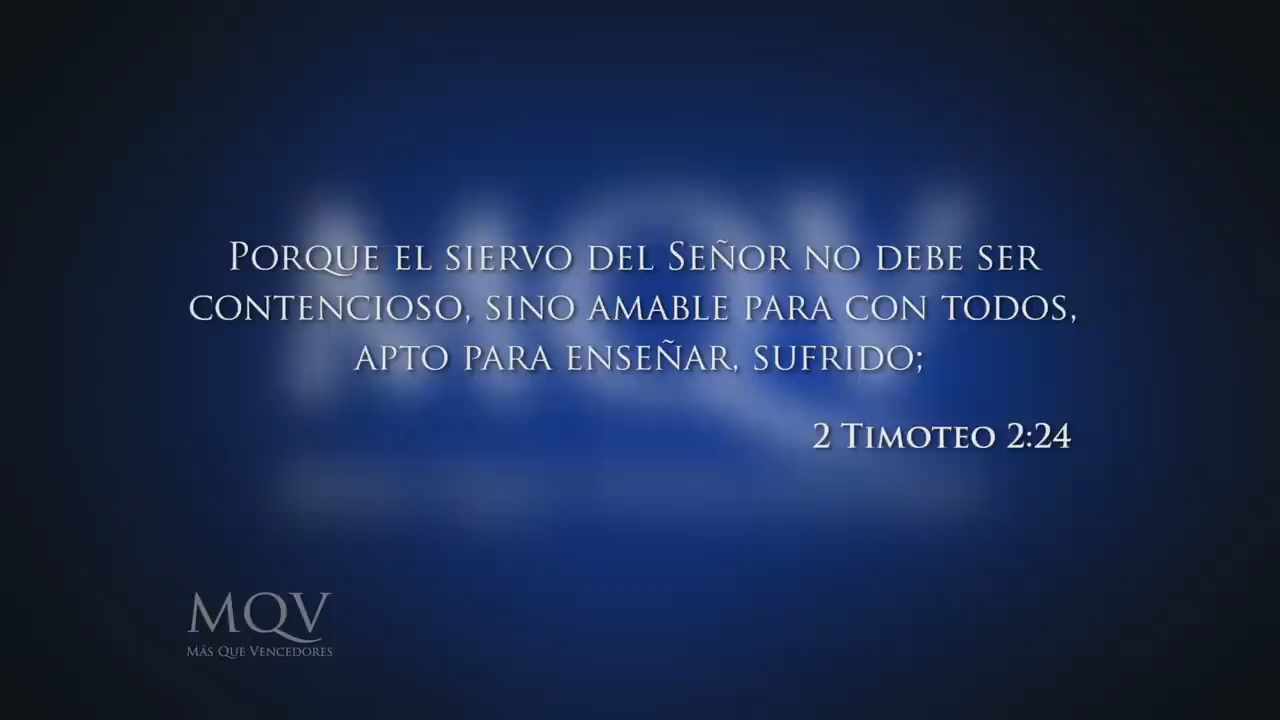 Porque el siervo del Señor no debe ser
contencioso, sino amable para con todos,
apto para enseñar, sufrido;
2 Timoteo 2:24
MQV
Más Que Vencedores